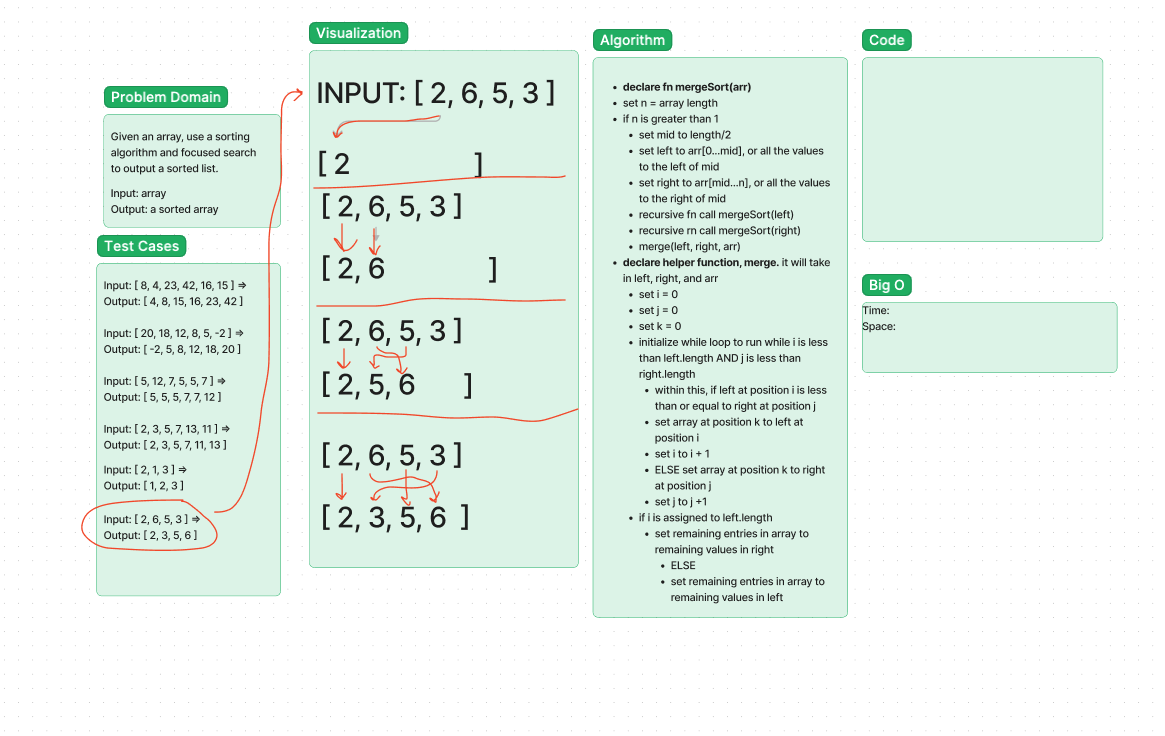 Problem Domain
Given an array, use a sorting
algorithm and focused search
to output a sorted list.
Input: array
Output: a sorted array
Test Cases
Input: [ 8, 4, 23, 42, 16, 15 ] =>
Output: [ 4, 8, 15, 16, 23, 42 ]
Input: [ 20, 18, 12, 8, 5, -2 ] =>
Output: [ -2, 5, 8, 12, 18, 20 ]
Input: [ 5, 12, 7, 5, 5, 7 ] =>
Output: [ 5, 5, 5, 7, 7, 12 ]
Input: [ 2, 3, 5, 7, 13, 11 ] =>
Output: [ 2, 3, 5, 7, 11, 13 ]
Input: [ 2, 1, 3 ] =>
Output: [ 1, 2, 3 ]
Input: [ 2, 6, 5, 3 ] =>
Output: [ 2, 3, 5, 6 ]
Visualization
INPUT: [ 2, 6, 5, 3 ]
[ 2 ]
[ 2, 6, 5, 3 ]
[ 2, 6 ]
[ 2, 6, 5, 3 ]
[ 2, 5, 6 ]
[ 2, 6, 5, 3 ]
[ 2, 3, 5, 6 ]
Algorithm
• declare fn mergeSort(arr)
• set n = array length
• if n is greater than 1
• set mid to length/2
• set left to arr[0...mid], or all the values
to the left of mid
• set right to arr[mid...n], or all the values
to the right of mid
• recursive fn call mergeSort(left)
• recursive rn call mergeSort(right)
• merge(left, right, arr)
• declare helper function, merge. it will take
in left, right, and arr
• set i = 0
• set j = 0
• set k = 0
• initialize while loop to run while i is less
than left.length AND j is less than
right.length
• within this, if left at position i is less
than or equal to right at position j
• set array at position k to left at
position i
• set i to i + 1
• ELSE set array at position k to right
at position j
• set j to j +1
• if i is assigned to left.length
• set remaining entries in array to
remaining values in right
• ELSE
• set remaining entries in array to
remaining values in left
Code
Big O
Time:
Space: